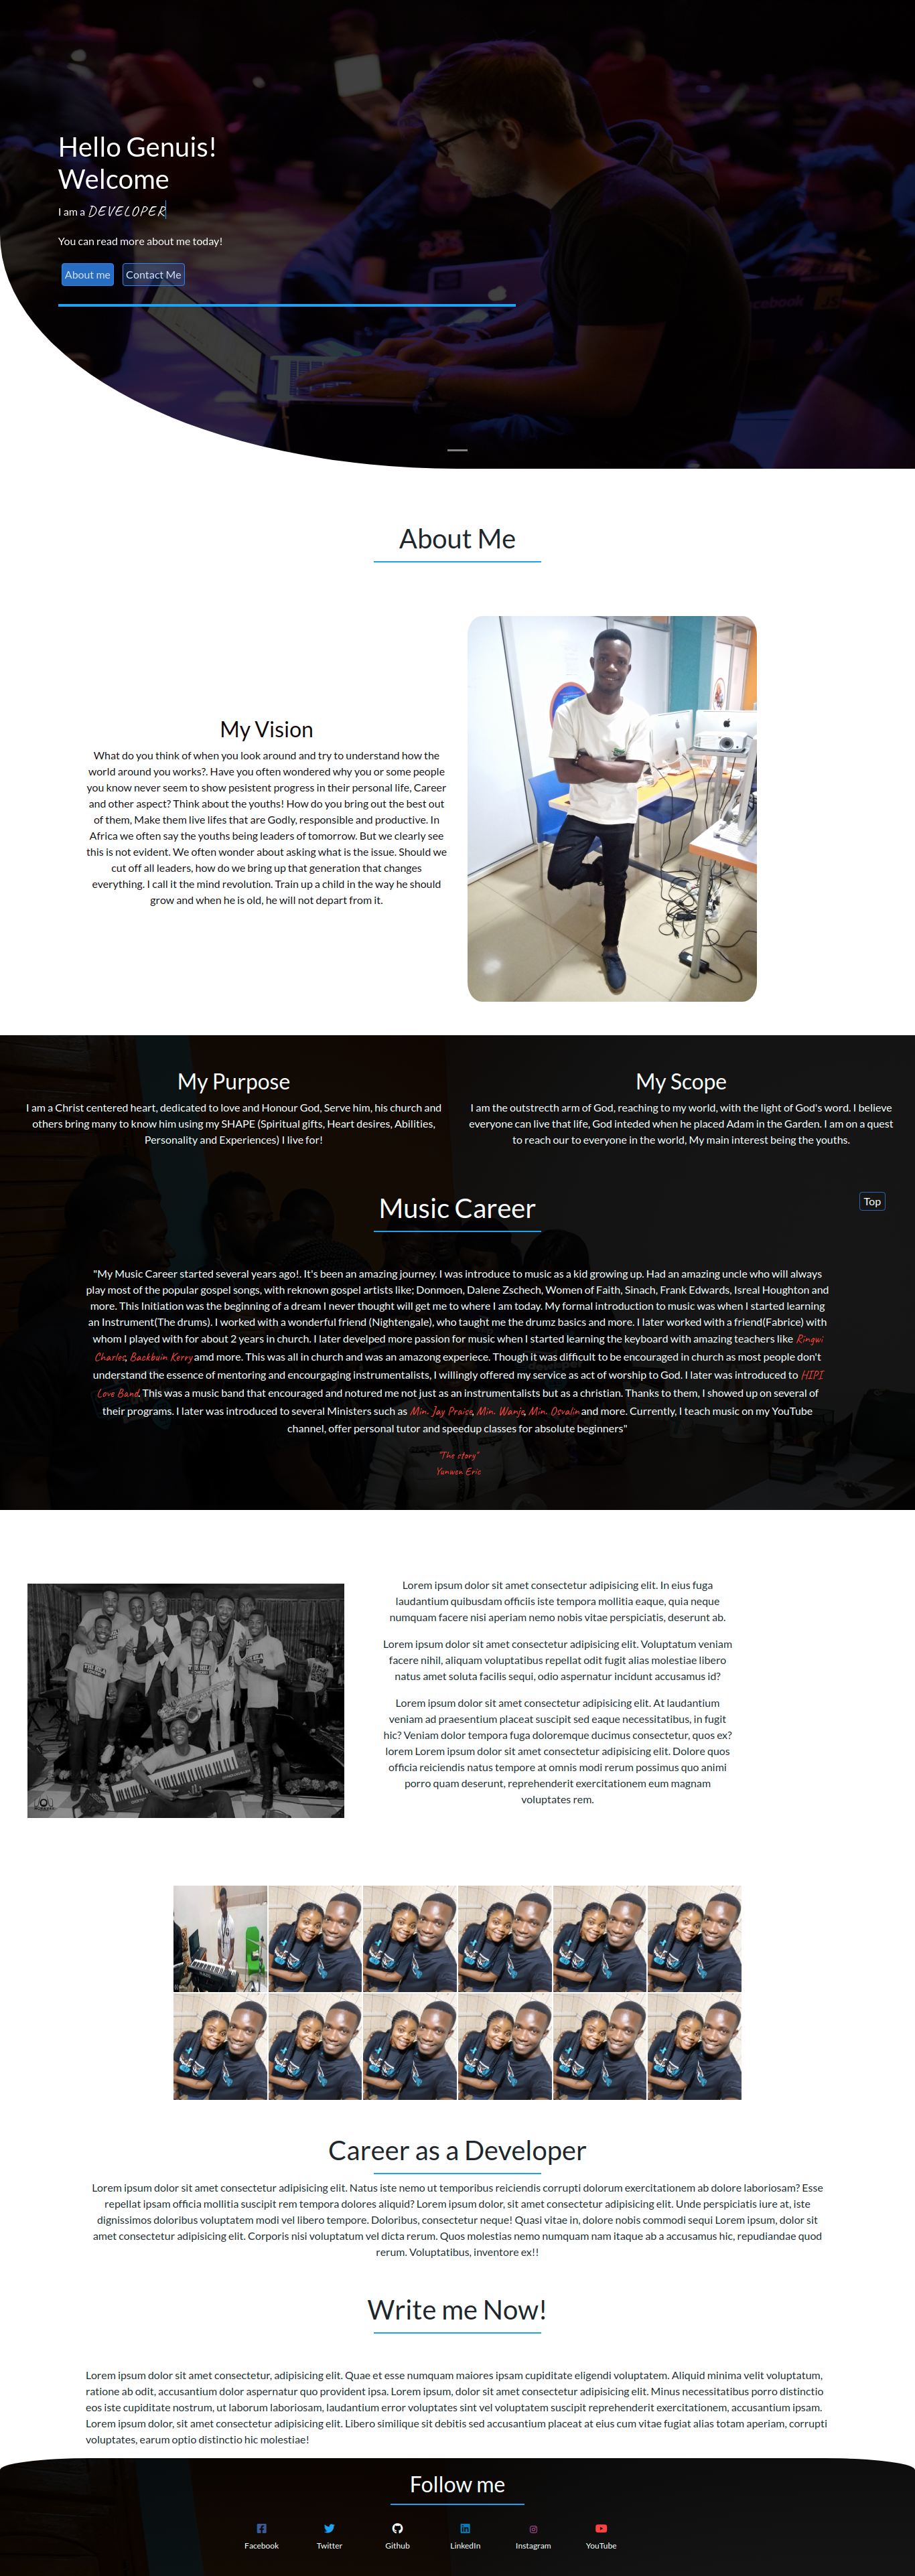 Hello Genuis!
Welcome
I am a DEVELOPER
You can read more about me today!
About me
Contact Me
About Me
My Vision
What do you think of when you look around and try to understand how the
world around you works?. Have you often wondered why you or some people
you know never seem to show pesistent progress in their personal life, Career
and other aspect? Think about the youths! How do you bring out the best out
of them, Make them live lifes that are Godly, responsible and productive. In
Africa we often say the youths being leaders of tomorrow. But we clearly see
this is not evident. We often wonder about asking what is the issue. Should we
cut off all leaders, how do we bring up that generation that changes
everything. I call it the mind revolution. Train up a child in the way he should
grow and when he is old, he will not depart from it.
My Purpose
I am a Christ centered heart, dedicated to love and Honour God, Serve him, his church and
others bring many to know him using my SHAPE (Spiritual gifts, Heart desires, Abilities,
Personality and Experiences) I live for!
My Scope
I am the outstrecth arm of God, reaching to my world, with the light of God's word. I believe
everyone can live that life, God inteded when he placed Adam in the Garden. I am on a quest
to reach our to everyone in the world, My main interest being the youths.
Music Career
Top
"My Music Career started several years ago!. It's been an amazing journey. I was introduce to music as a kid growing up. Had an amazing uncle who will always
play most of the popular gospel songs, with reknown gospel artists like; Donmoen, Dalene Zschech, Women of Faith, Sinach, Frank Edwards, Isreal Houghton and
more. This Initiation was the beginning of a dream I never thought will get me to where I am today. My formal introduction to music was when I started learning
an Instrument(The drums). I worked with a wonderful friend (Nightengale), who taught me the drumz basics and more. I later worked with a friend(Fabrice) with
whom I played with for about 2 years in church. I later develped more passion for music when I started learning the keyboard with amazing teachers like Ringwi
Charles, Backbuin Kerry amd more. This was all in church and was an amazong experiece. Though it was difficult to be encouraged in church as most people don't
understand the essence of mentoring and encourgaging instrumentalists, I willingly offered my service as act of worship to God. I later was introduced to HIPI
Love Band. This was a music band that encouraged and notured me not just as an instrumentalists but as a christian. Thanks to them, I showed up on several of
their programs. I later was introduced to several Ministers such as Min. Jay Praise, Min. Wanje, Min. Osvalin and more. Currently, I teach music on my YouTube
channel, offer personal tutor and speedup classes for absolute beginners"
"The story"
Yunwen Eric
Lorem ipsum dolor sit amet consectetur adipisicing elit. In eius fuga
laudantium quibusdam officiis iste tempora mollitia eaque, quia neque
numquam facere nisi aperiam nemo nobis vitae perspiciatis, deserunt ab.
Lorem ipsum dolor sit amet consectetur adipisicing elit. Voluptatum veniam
facere nihil, aliquam voluptatibus repellat odit fugit alias molestiae libero
natus amet soluta facilis sequi, odio aspernatur incidunt accusamus id?
Lorem ipsum dolor sit amet consectetur adipisicing elit. At laudantium
veniam ad praesentium placeat suscipit sed eaque necessitatibus, in fugit
hic? Veniam dolor tempora fuga doloremque ducimus consectetur, quos ex?
lorem Lorem ipsum dolor sit amet consectetur adipisicing elit. Dolore quos
officia reiciendis natus tempore at omnis modi rerum possimus quo animi
porro quam deserunt, reprehenderit exercitationem eum magnam
voluptates rem.
Career as a Developer
Lorem ipsum dolor sit amet consectetur adipisicing elit. Natus iste nemo ut temporibus reiciendis corrupti dolorum exercitationem ab dolore laboriosam? Esse
repellat ipsam officia mollitia suscipit rem tempora dolores aliquid? Lorem ipsum dolor, sit amet consectetur adipisicing elit. Unde perspiciatis iure at, iste
dignissimos doloribus voluptatem modi vel libero tempore. Doloribus, consectetur neque! Quasi vitae in, dolore nobis commodi sequi Lorem ipsum, dolor sit
amet consectetur adipisicing elit. Corporis nisi voluptatum vel dicta rerum. Quos molestias nemo numquam nam itaque ab a accusamus hic, repudiandae quod
rerum. Voluptatibus, inventore ex!!
Write me Now!
Lorem ipsum dolor sit amet consectetur, adipisicing elit. Quae et esse numquam maiores ipsam cupiditate eligendi voluptatem. Aliquid minima velit voluptatum,
ratione ab odit, accusantium dolor aspernatur quo provident ipsa. Lorem ipsum, dolor sit amet consectetur adipisicing elit. Minus necessitatibus porro distinctio
eos iste cupiditate nostrum, ut laborum laboriosam, laudantium error voluptates sint vel voluptatem suscipit reprehenderit exercitationem, accusantium ipsam.
Lorem ipsum dolor, sit amet consectetur adipisicing elit. Libero similique sit debitis sed accusantium placeat at eius cum vitae fugiat alias totam aperiam, corrupti
voluptates, earum optio distinctio hic molestiae!
Follow me
Facebook
Twitter
Github
LinkedIn
Instagram
YouTube